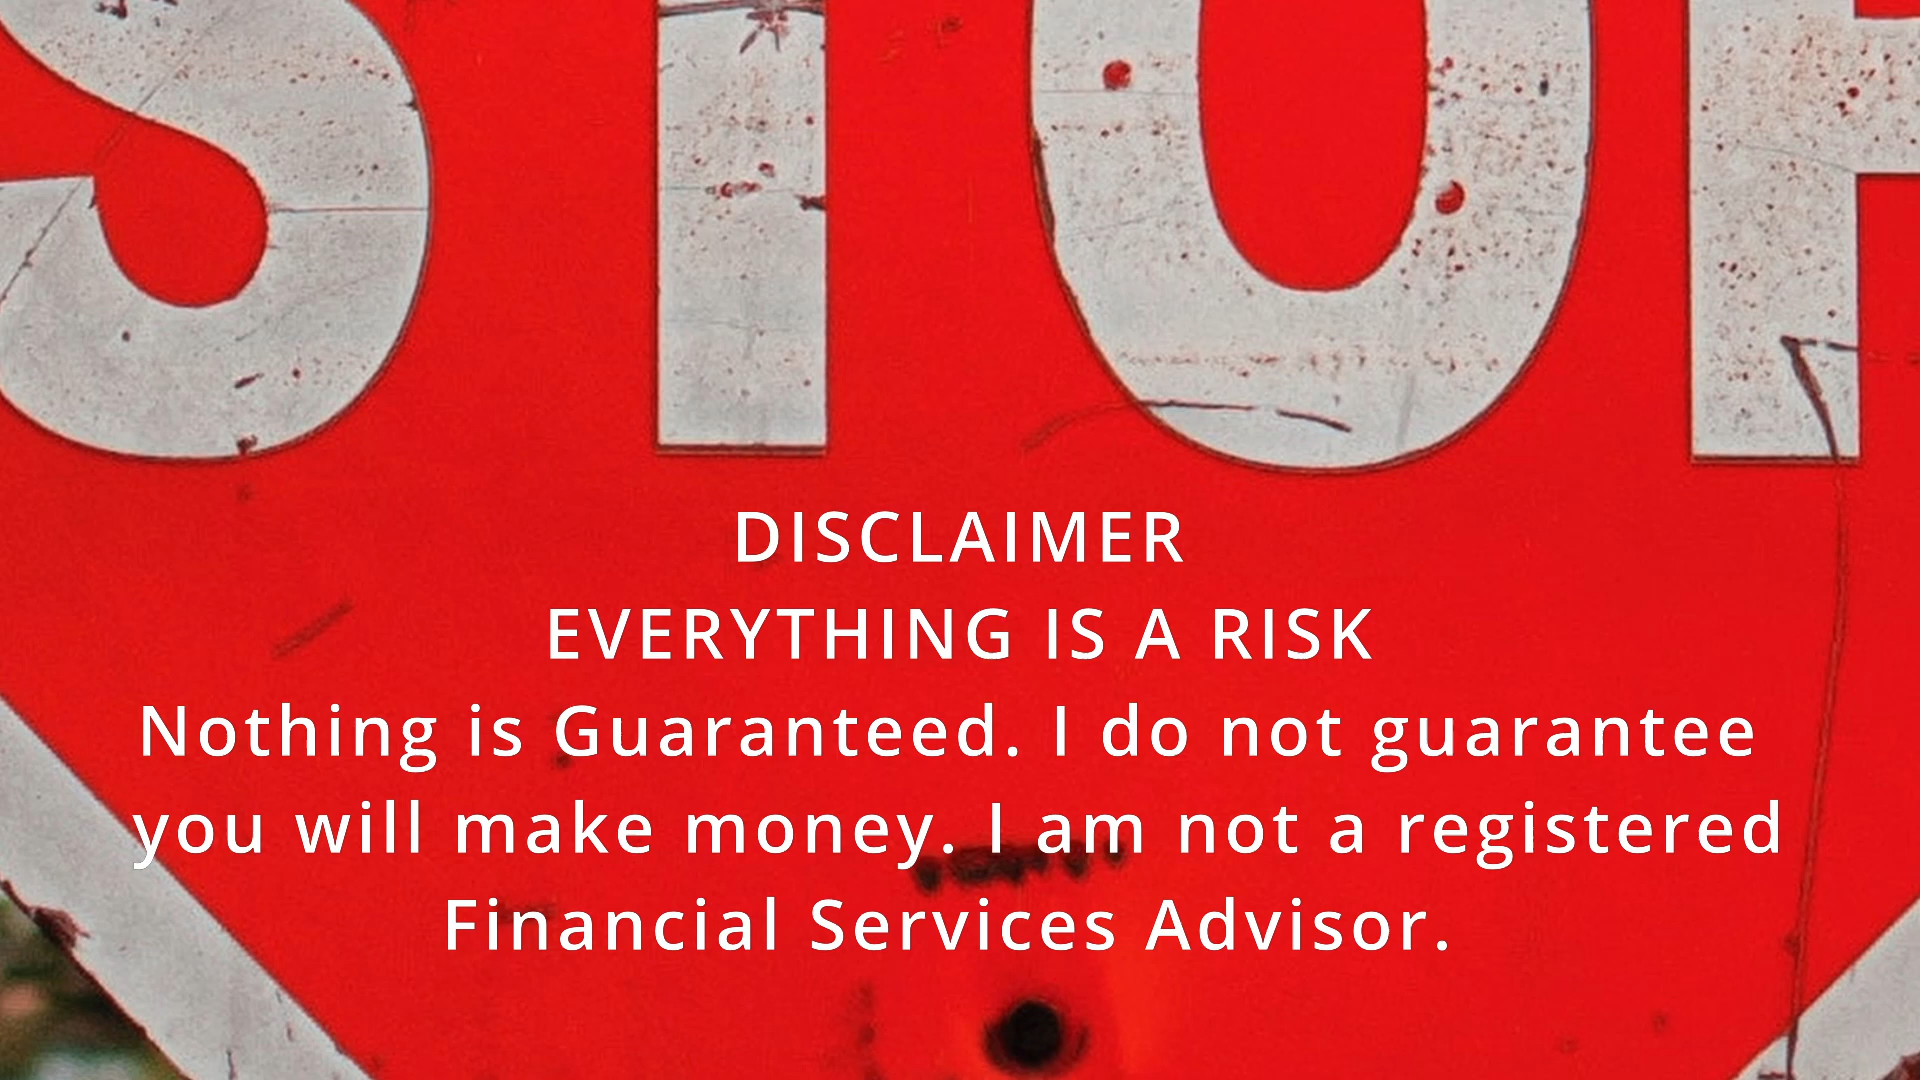 STOP
DISCLAIMER
EVERYTHING IS A RISK
Nothing is Guaranteed. I do not guarantee
you will make money. I am not a registered
Financial Services Advisor.